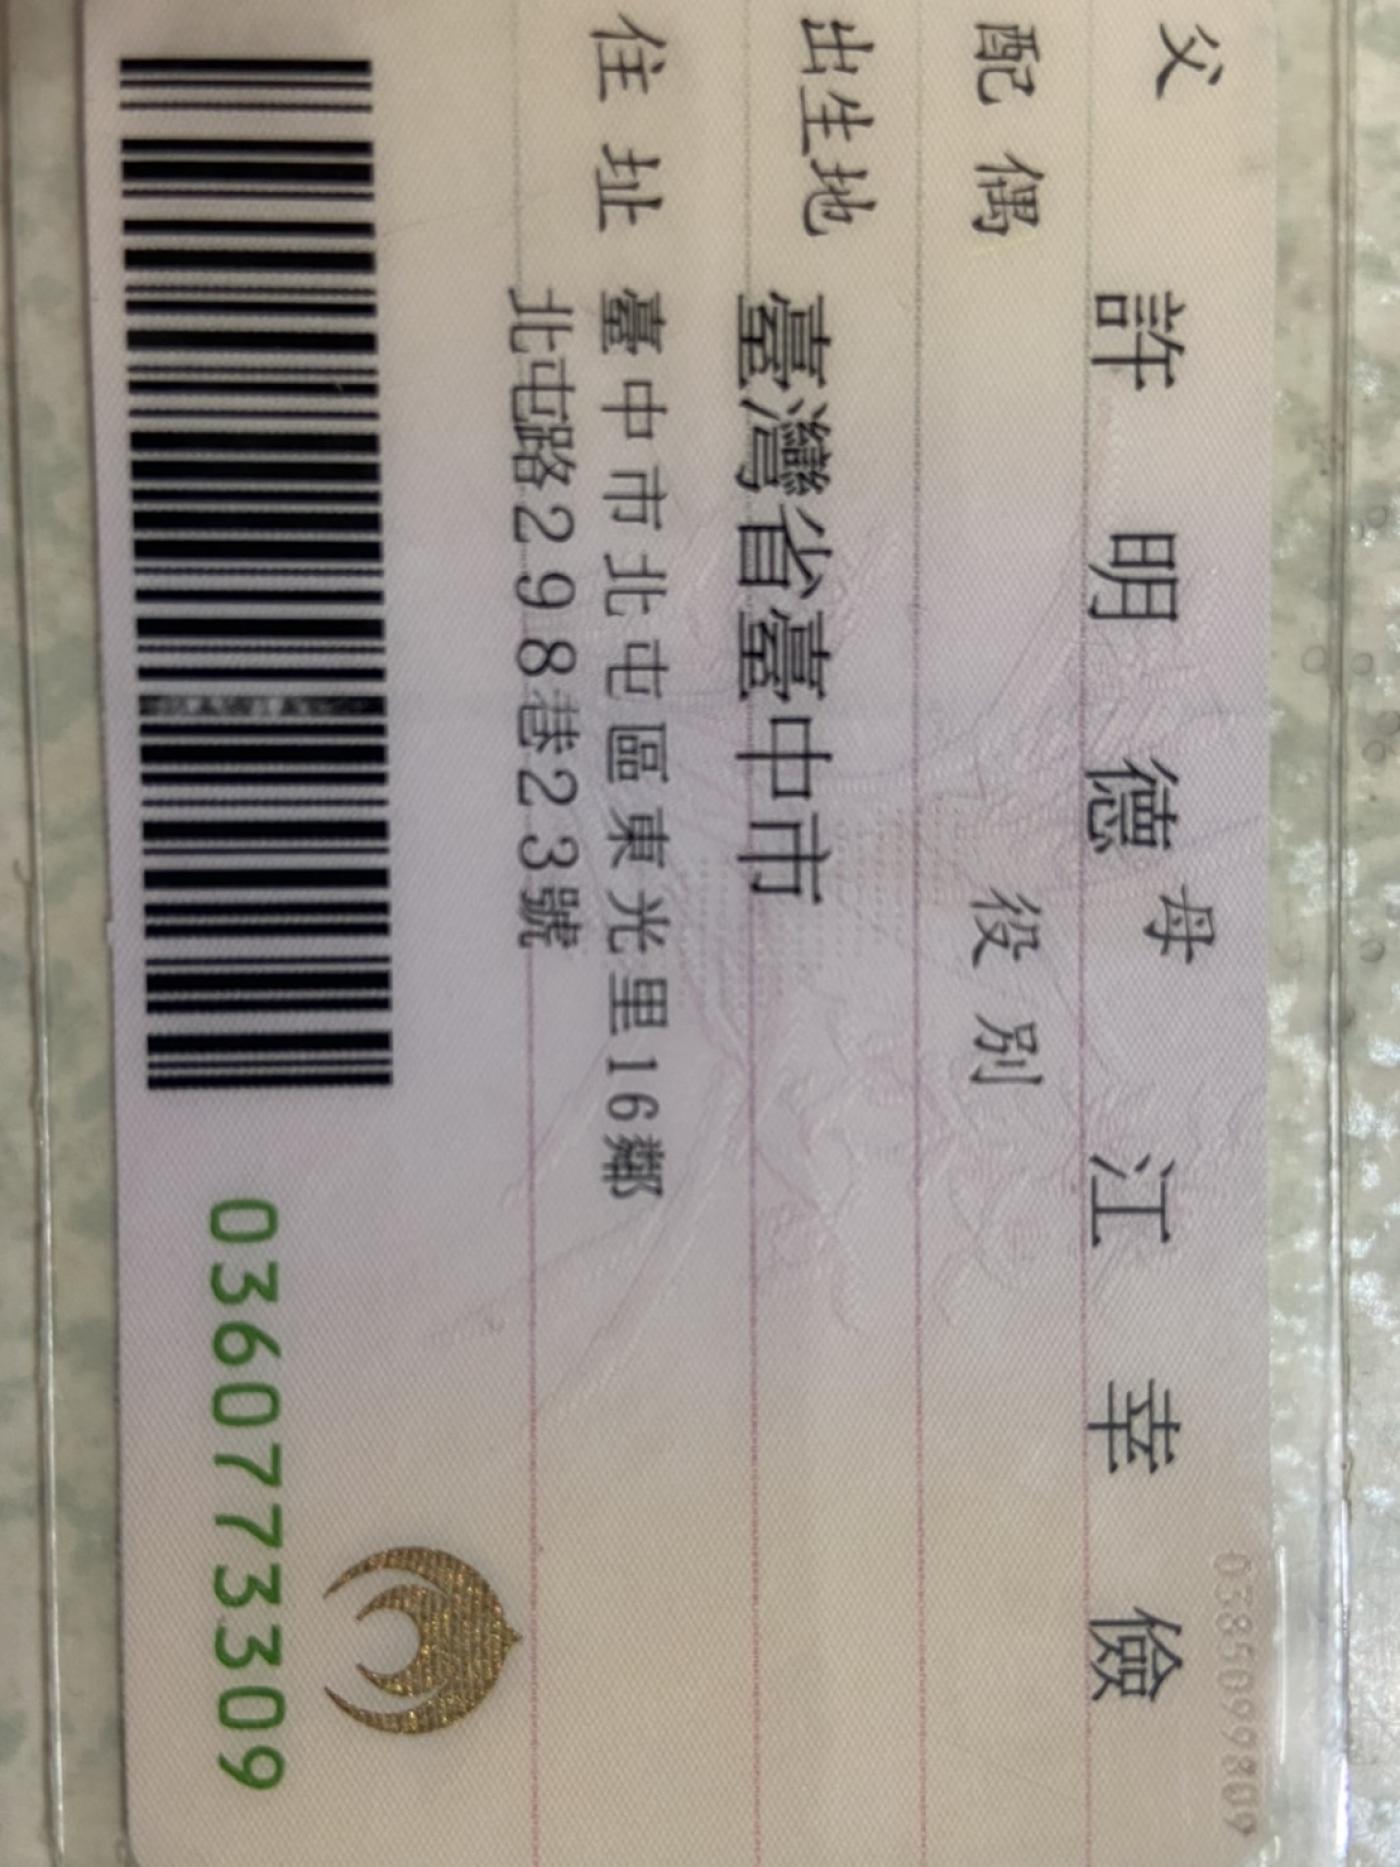 父 許明德 母 江幸儉
配偶 役別
出生地 臺灣省臺中市
住址 臺中市北屯區東光里16鄰
北屯路298巷23號
0360773309